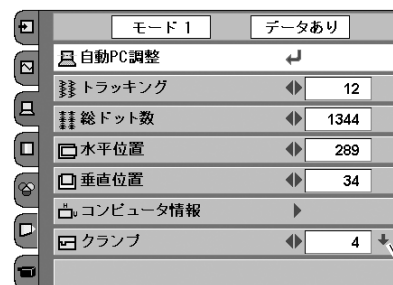 モード1 データあり
自動PC調整
トラッキング 12
総ドット数 1344
水平位置 289
垂直位置 34
コンピュータ情報
クランプ 4